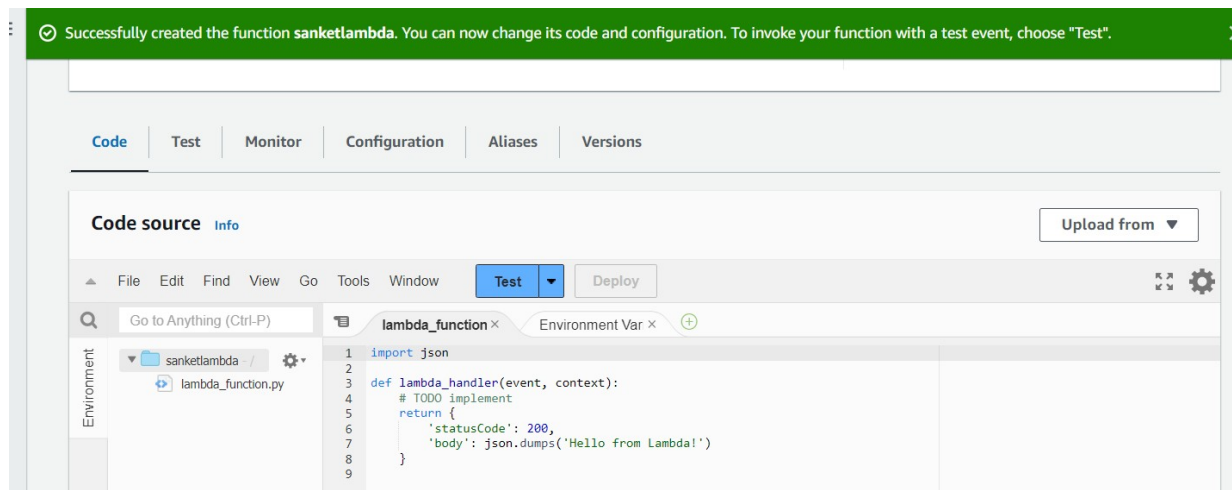 Successfully created the function sanketlambda. You can now change its code and configuration. To invoke your function with a test event, choose "Test".
Code Test Monitor Configuration Aliases Versions
Code source Info Upload from
File Edit Find View Go Tools Window Test Deploy
Go to Anything (Ctrl-P) lambda_function × Environment Var ×
Environment
sanketlambda - /
lambda_function.py
1 import json
2
3 def lambda_handler(event, context):
4 # TODO implement
5 return {
6 'statusCode': 200,
7 'body': json.dumps('Hello from Lambda!')
8 }
9